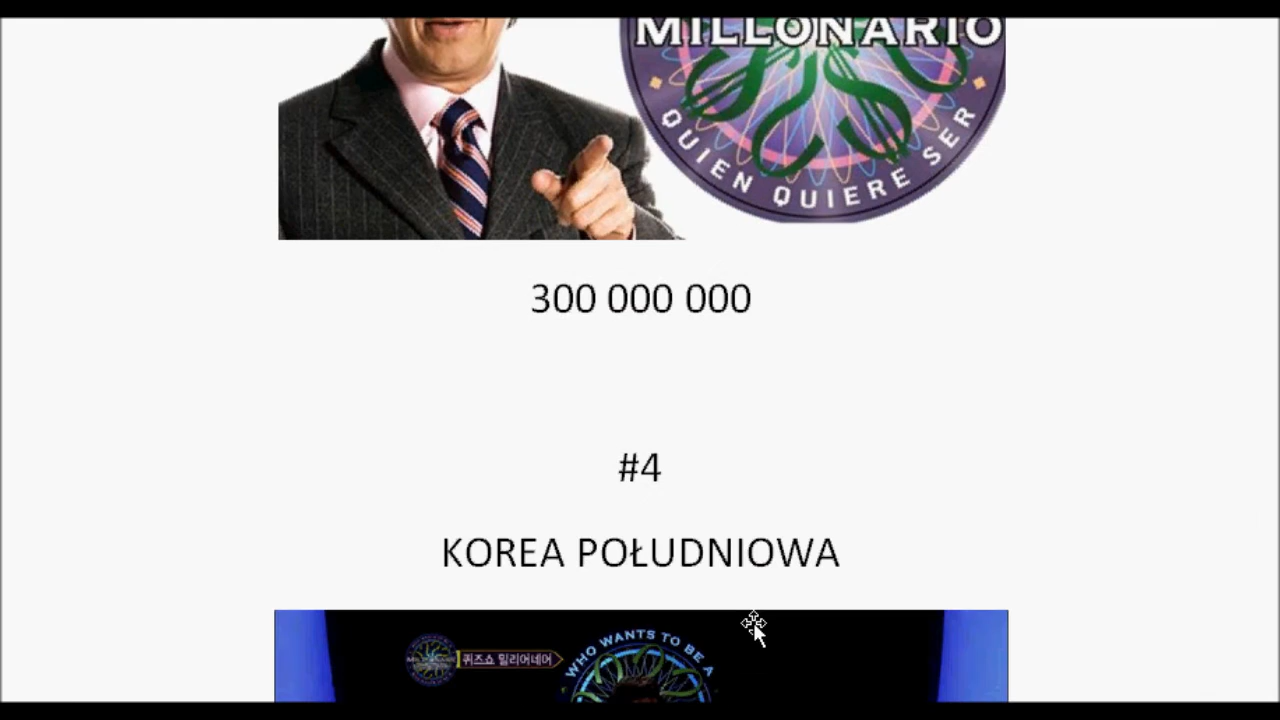 MILLONARIO
QUIEN QUIERE SER
300 000 000
#4
KOREA POŁUDNIOWA
WHO WANTS TO BE A
퀴즈쇼 밀리어네어